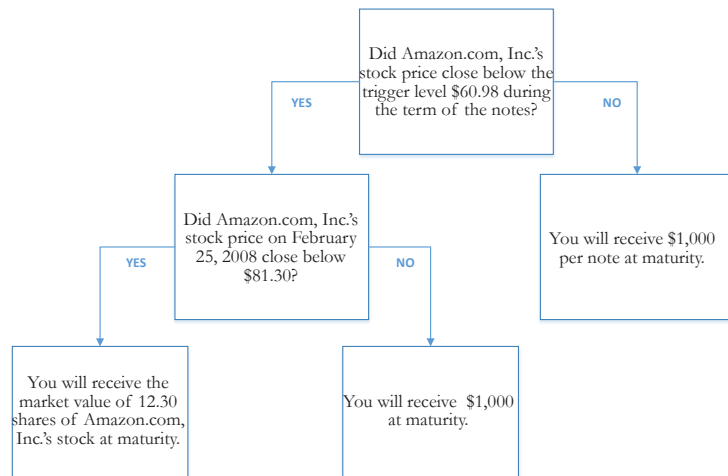 Did Amazon.com, Inc.'s
stock price close below the
trigger level $60.98 during
the term of the notes?
YES
NO
Did Amazon.com, Inc.'s
stock price on February
25, 2008 close below
$81.30?
You will receive $1,000
per note at maturity.
YES
NO
You will receive the
market value of 12.30
shares of Amazon.com,
Inc.'s stock at maturity.
You will receive $1,000
at maturity.